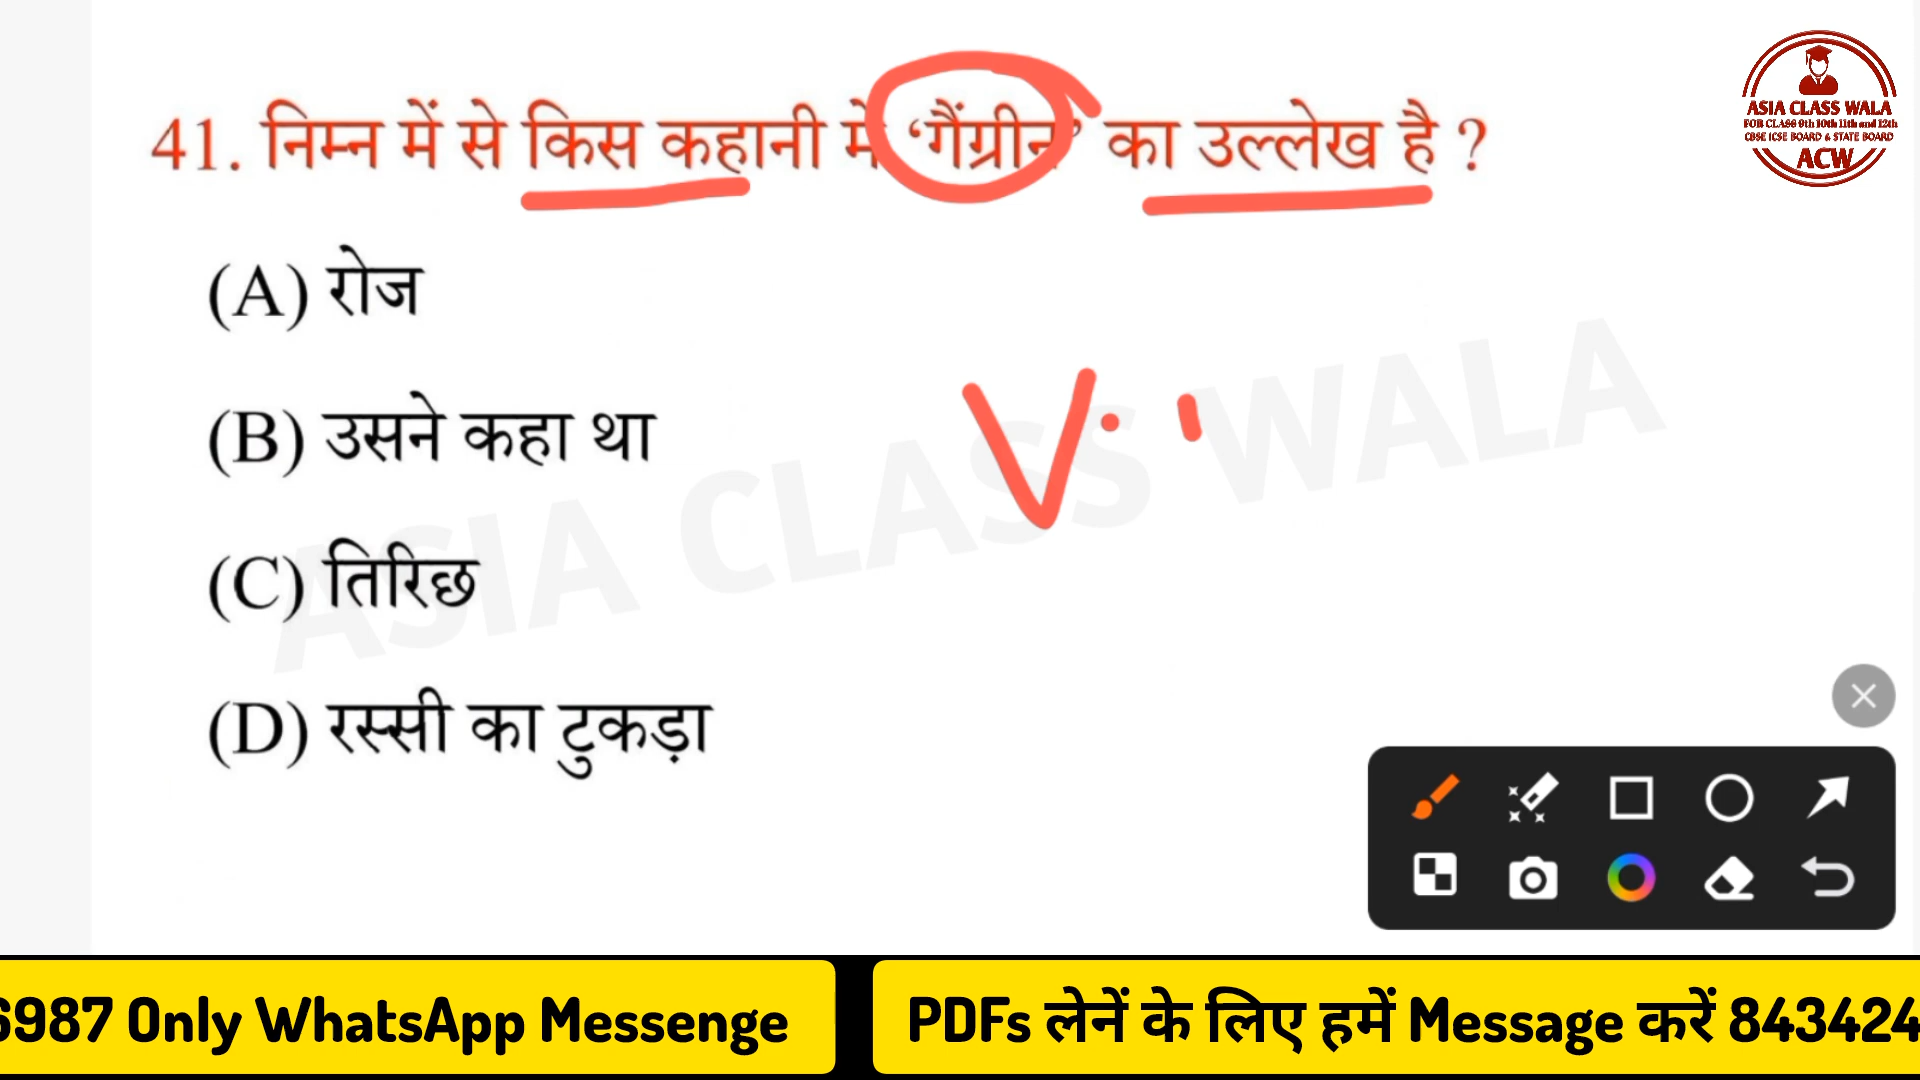 41. निम्न में से किस कहानी में ‘गैंग्रीन’ का उल्लेख है ?
(A) रोज
(B) उसने कहा था
(C) तिरिछ
(D) रस्सी का टुकड़ा
V.
ASIA CLASS WALA
ASIA CLASS WALA
FOR CLASS 9th 10th 11th and 12th
CBSE ICSE BOARD & STATE BOARD
ACW
6987 Only WhatsApp Messenge
PDFs लेनें के लिए हमें Message करें 843424